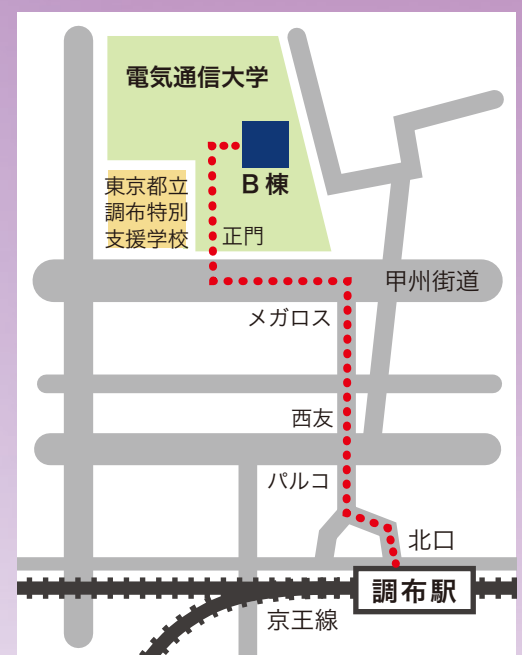 電気通信大学
B棟
東京都立
調布特別
支援学校
正門
甲州街道
メガロス
西友
パルコ
北口
調布駅
京王線